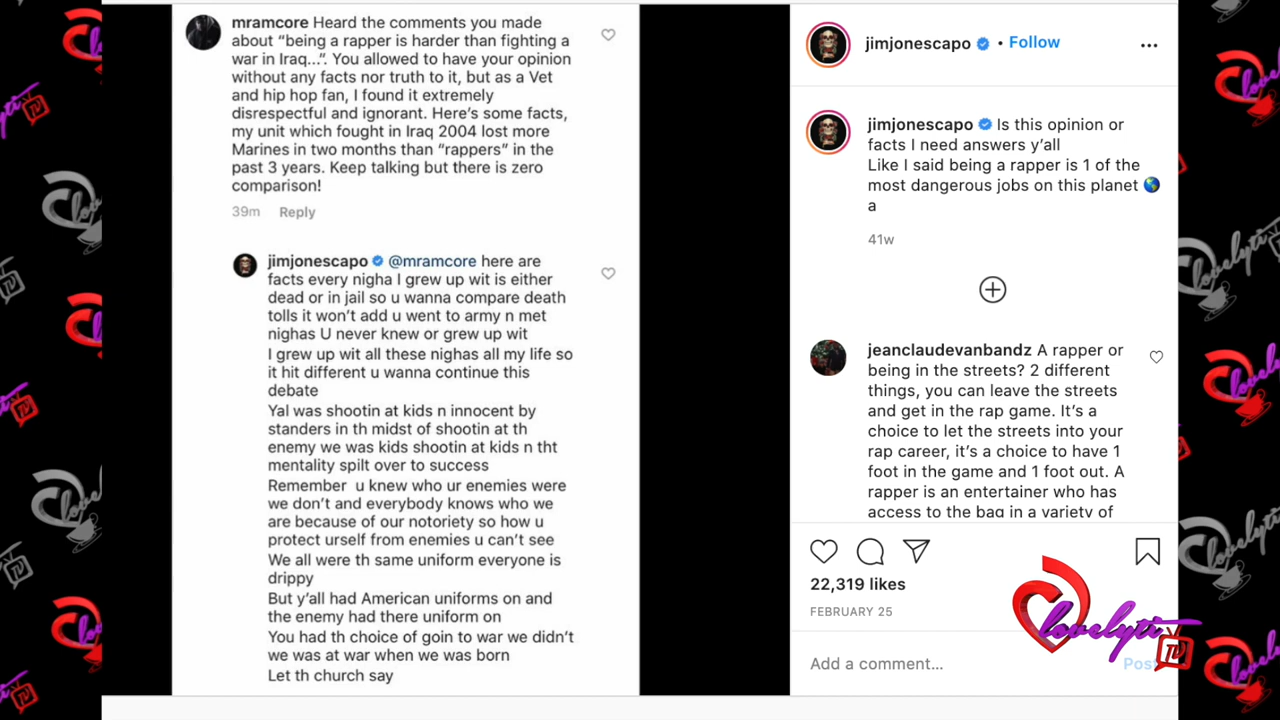 mramcore Heard the comments you made
about “being a rapper is harder than fighting a
war in Iraq...”. You allowed to have your opinion
without any facts nor truth to it, but as a Vet
and hip hop fan, I found it extremely
disrespectful and ignorant. Here’s some facts,
my unit which fought in Iraq 2004 lost more
Marines in two months than “rappers” in the
past 3 years. Keep talking but there is zero
comparison!
39m Reply
jimjonescapo @mramcore here are
facts every nigha I grew up wit is either
dead or in jail so u wanna compare death
tolls it won’t add u went to army n met
nighas U never knew or grew up wit
I grew up wit all these nighas all my life so
it hit different u wanna continue this
debate
Yal was shootin at kids n innocent by
standers in th midst of shootin at th
enemy we was kids shootin at kids n tht
mentality spilt over to success
Remember u knew who ur enemies were
we don’t and everybody knows who we
are because of our notoriety so how u
protect urself from enemies u can’t see
We all were th same uniform everyone is
drippy
But y’all had American uniforms on and
the enemy had there uniform on
You had th choice of goin to war we didn’t
we was at war when we was born
Let th church say
jimjonescapo • Follow
jimjonescapo Is this opinion or
facts I need answers y’all
Like I said being a rapper is 1 of the
most dangerous jobs on this planet 🌎
a
41w
jeanclaudevanbandz A rapper or
being in the streets? 2 different
things, you can leave the streets
and get in the rap game. It’s a
choice to let the streets into your
rap career, it’s a choice to have 1
foot in the game and 1 foot out. A
rapper is an entertainer who has
access to the bag in a variety of
22,319 likes
FEBRUARY 25
Add a comment...
Post
lovelyti
TV